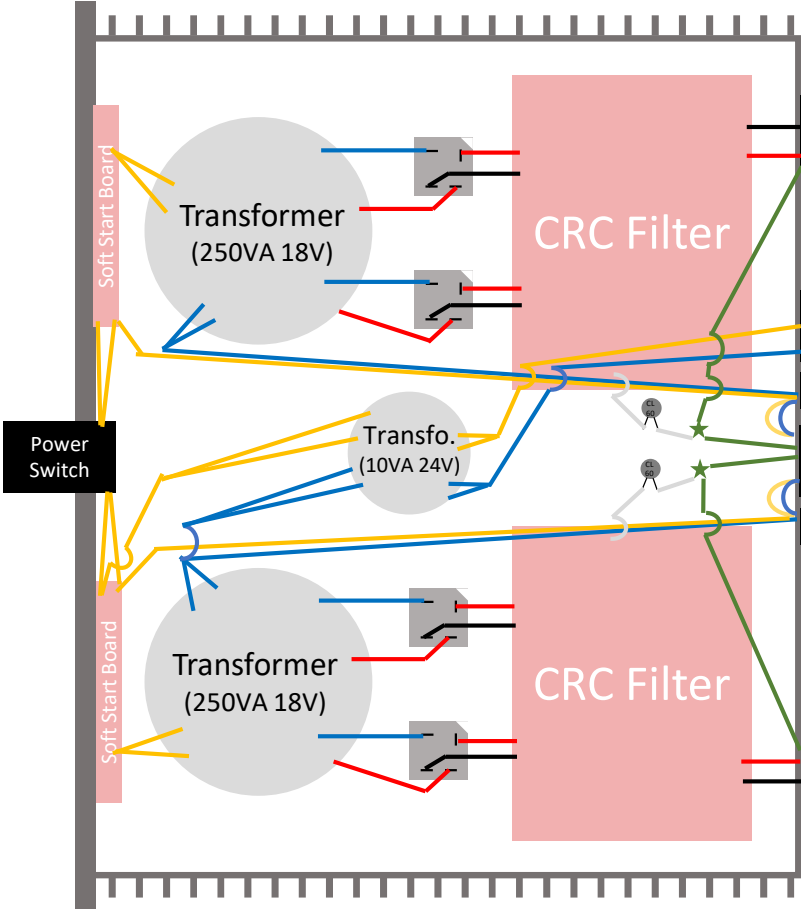 Soft Start Board
Transformer
(250VA 18V)
CRC Filter
Power
Switch
Transfo.
(10VA 24V)
CL
60
CL
60
Soft Start Board
Transformer
(250VA 18V)
CRC Filter